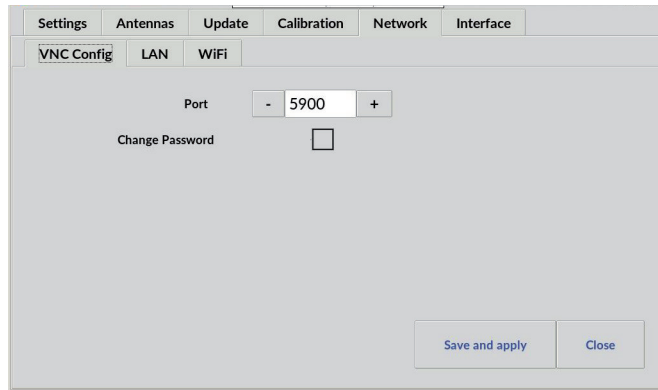 Settings Antennas Update Calibration Network Interface
VNC Config LAN WiFi
Port - 5900 +
Change Password
Save and apply Close